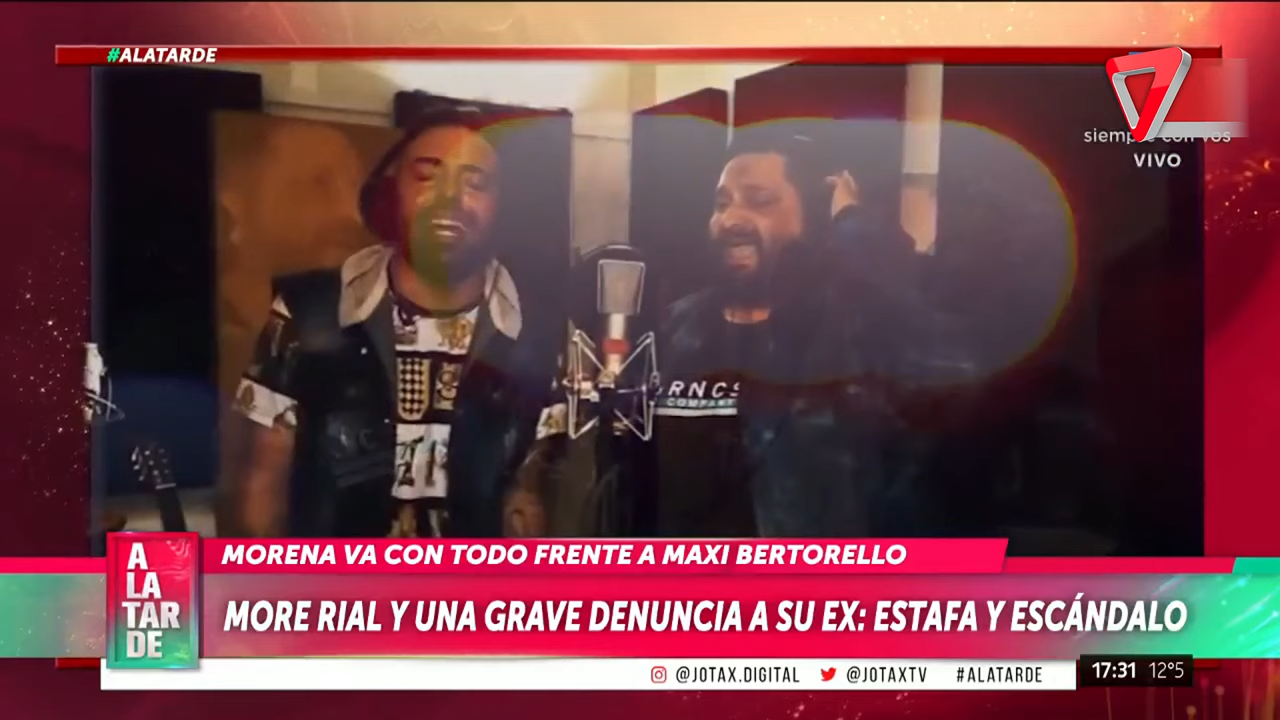 #ALATARDE
siempre con vos
VIVO
RNCS
COMPANY
MORENA VA CON TODO FRENTE A MAXI BERTORELLO
A
LA
TAR
DE
MORE RIAL Y UNA GRAVE DENUNCIA A SU EX: ESTAFA Y ESCÁNDALO
@JOTAX.DIGITAL @JOTAXTV #ALATARDE
17:31 12°5